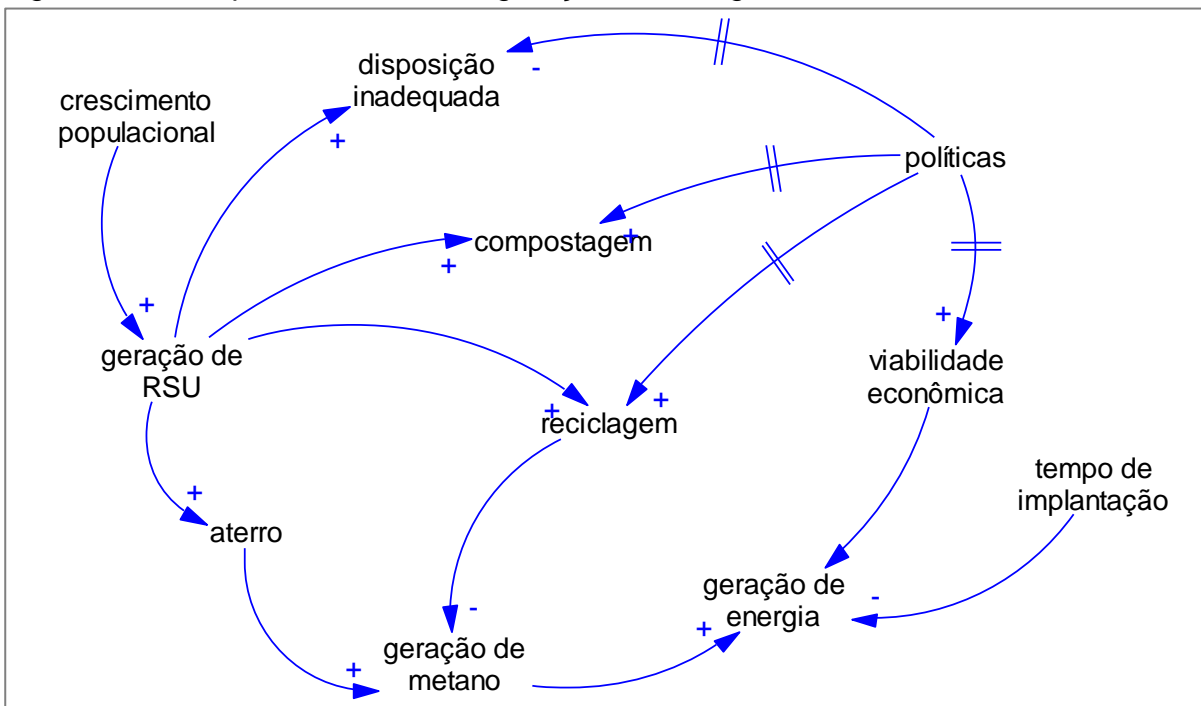 disposição
inadequada
-
crescimento
populacional
+
políticas
compostagem
+
+
+
+
geração de
RSU
viabilidade
econômica
+
+
reciclagem
tempo de
implantação
+
aterro
geração de
energia
-
-
+
geração de
metano
+